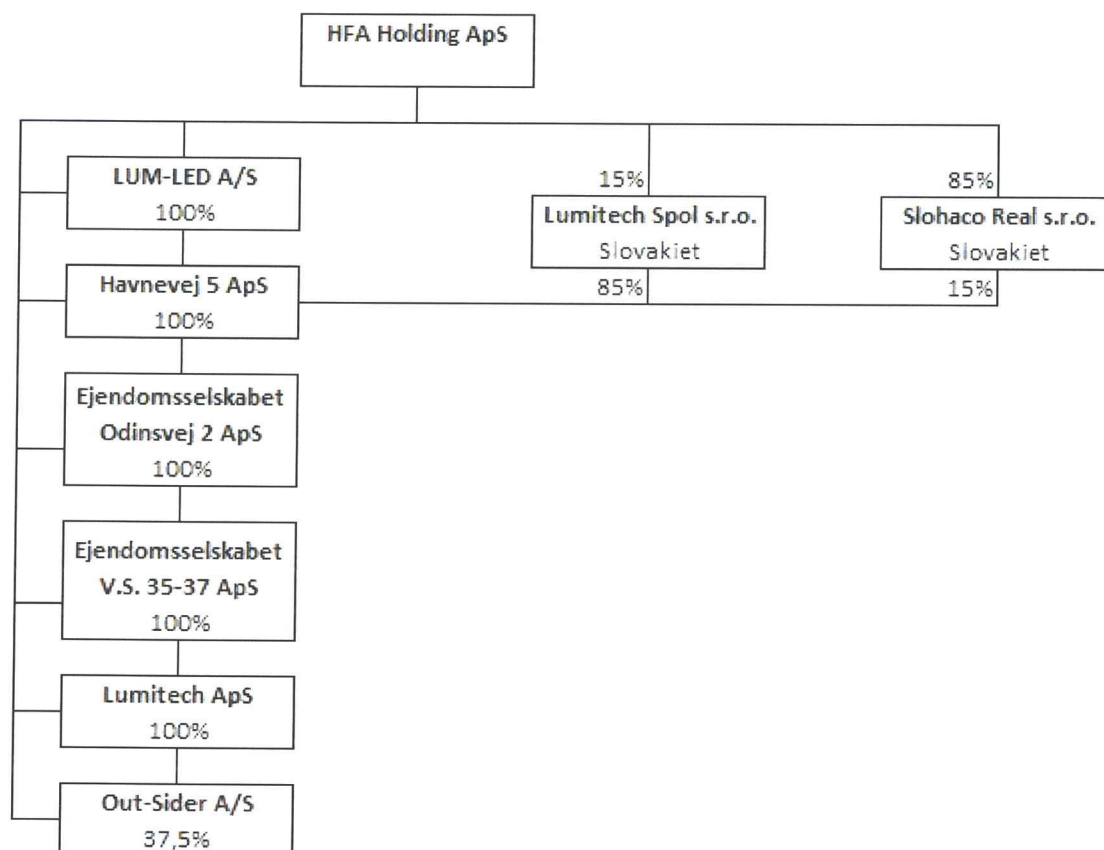 HFA Holding ApS
LUM-LED A/S
100%
15%
Lumitech Spol s.r.o.
Slovakiet
85%
85%
Slohaco Real s.r.o.
Slovakiet
15%
Havnevej 5 ApS
100%
Ejendomsselskabet
Odinsvej 2 ApS
100%
Ejendomsselskabet
V.S. 35-37 ApS
100%
Lumitech ApS
100%
Out-Sider A/S
37,5%